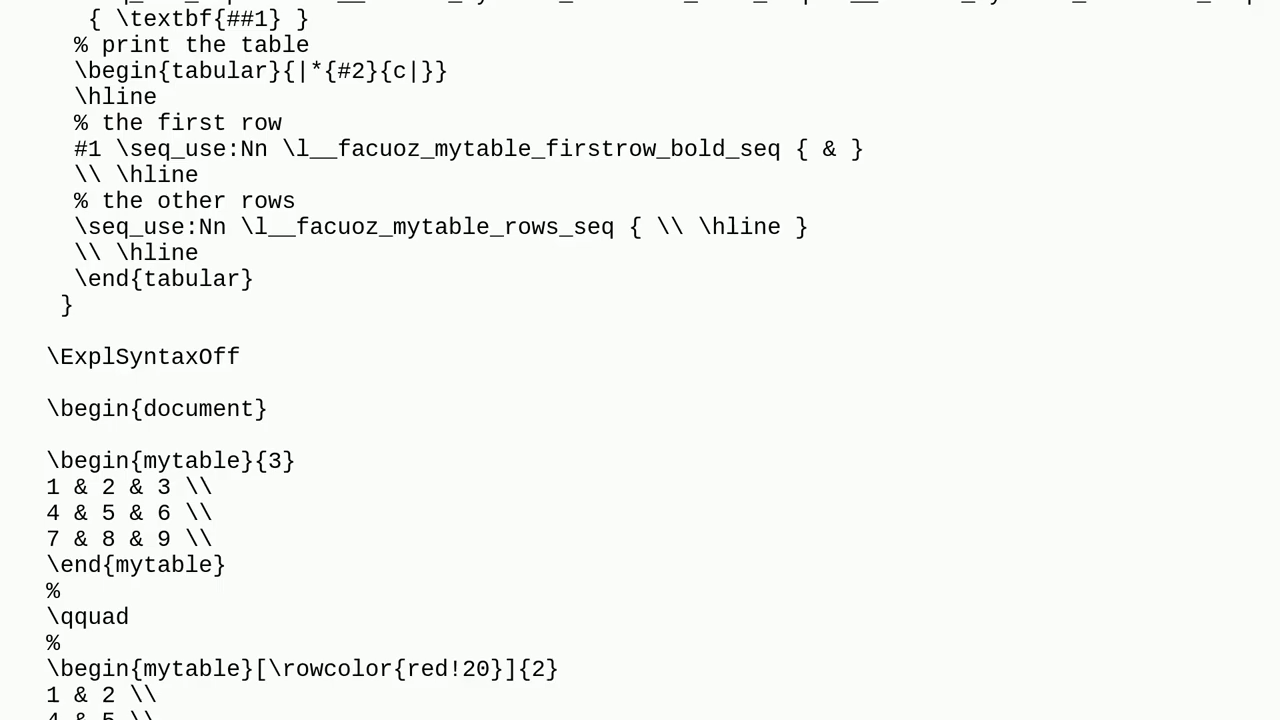 { \textbf{##1} }
% print the table
\begin{tabular}{|*{#2}{c|}}
\hline
% the first row
#1 \seq_use:Nn \l__facuoz_mytable_firstrow_bold_seq { & }
\\ \hline
% the other rows
\seq_use:Nn \l__facuoz_mytable_rows_seq { \\ \hline }
\\ \hline
\end{tabular}
}
\ExplSyntaxOff
\begin{document}
\begin{mytable}{3}
1 & 2 & 3 \\
4 & 5 & 6 \\
7 & 8 & 9 \\
\end{mytable}
%
\qquad
%
\begin{mytable}[\rowcolor{red!20}]{2}
1 & 2 \\
4 & 5 \\